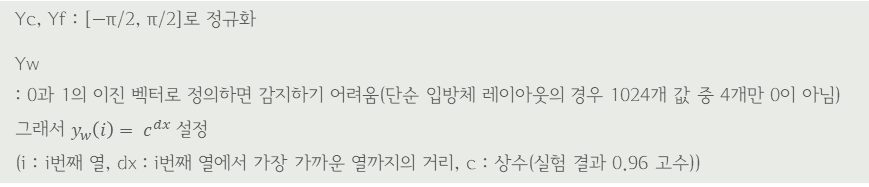 Yc, Yf : [−π/2, π/2]로 정규화
Yw
: 0과 1의 이진 벡터로 정의하면 감지하기 어려움(단순 입방체 레이아웃의 경우 1024개 값 중 4개만 0이 아님)
그래서 y_w(i) = c^{dx} 설정
(i : i번째 열, dx : i번째 열에서 가장 가까운 열까지의 거리, c : 상수(실험 결과 0.96 고수))